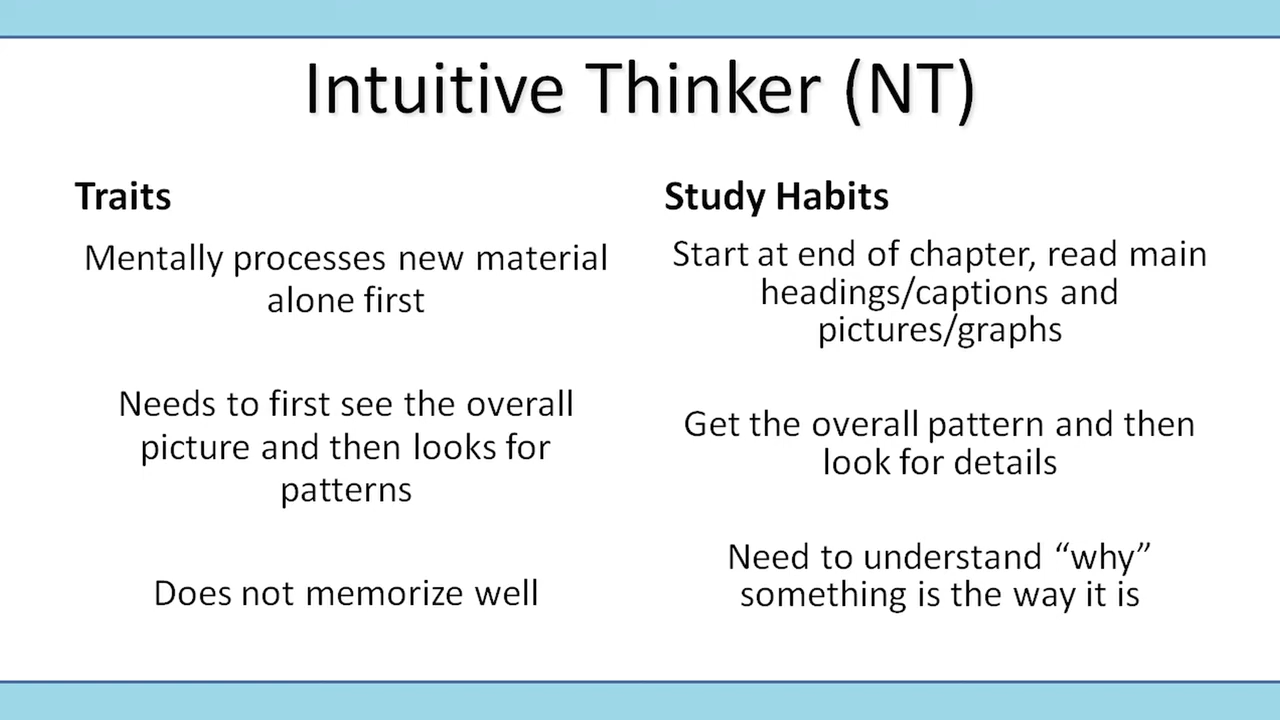 Intuitive Thinker (NT)
Traits
Mentally processes new material
alone first
Needs to first see the overall
picture and then looks for
patterns
Does not memorize well
Study Habits
Start at end of chapter, read main
headings/captions and
pictures/graphs
Get the overall pattern and then
look for details
Need to understand “why”
something is the way it is